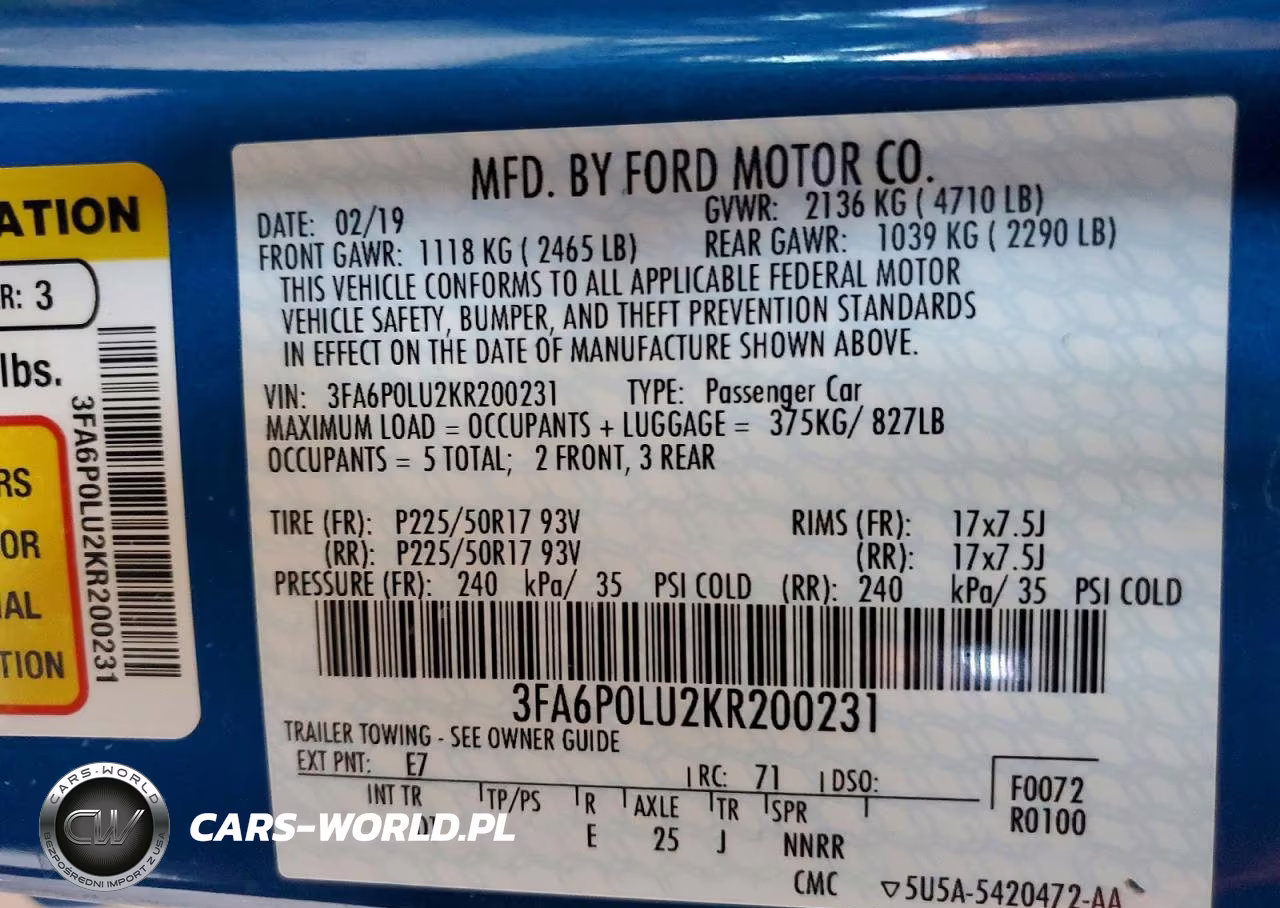 ATION
R: 3
lbs.
3FA6P0LU2KR200231
RS
OR
IAL
TION
MFD. BY FORD MOTOR CO.
DATE: 02/19 GVWR: 2136 KG ( 4710 LB)
FRONT GAWR: 1118 KG ( 2465 LB) REAR GAWR: 1039 KG ( 2290 LB)
THIS VEHICLE CONFORMS TO ALL APPLICABLE FEDERAL MOTOR
VEHICLE SAFETY, BUMPER, AND THEFT PREVENTION STANDARDS
IN EFFECT ON THE DATE OF MANUFACTURE SHOWN ABOVE.
VIN: 3FA6P0LU2KR200231 TYPE: Passenger Car
MAXIMUM LOAD = OCCUPANTS + LUGGAGE = 375KG/ 827LB
OCCUPANTS = 5 TOTAL; 2 FRONT, 3 REAR
TIRE (FR): P225/50R17 93V RIMS (FR): 17x7.5J
(RR): P225/50R17 93V (RR): 17x7.5J
PRESSURE (FR): 240 kPa/ 35 PSI COLD (RR): 240 kPa/ 35 PSI COLD
3FA6P0LU2KR200231
TRAILER TOWING - SEE OWNER GUIDE
EXT PNT: E7 RC: 71 DSO: F0072
INT TR TP/PS R AXLE TR SPR R0100
E 25 J NNRR
CMC ▽5U5A-5420472-AA
CARS-WORLD
CW
BEZPOŚREDNI IMPORT Z USA
CARS-WORLD.PL